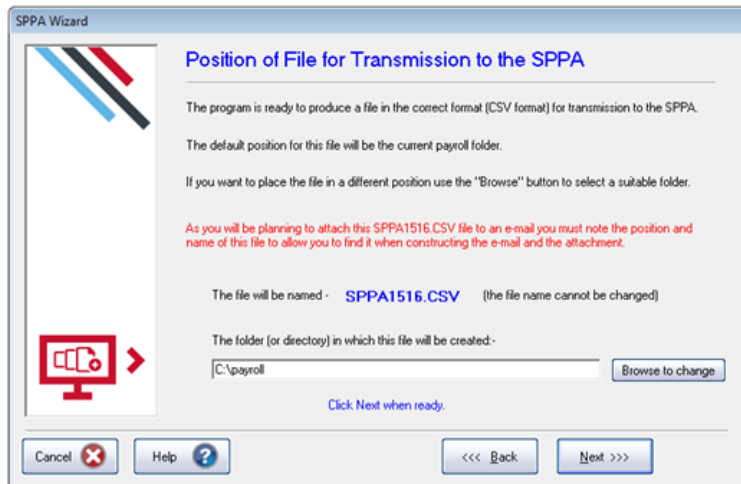 SPPA Wizard
Position of File for Transmission to the SPPA
The program is ready to produce a file in the correct format (CSV format) for transmission to the SPPA.
The default position for this file will be the current payroll folder.
If you want to place the file in a different position use the "Browse" button to select a suitable folder.
As you will be planning to attach this SPPA1516.CSV file to an e-mail you must note the position and
name of this file to allow you to find it when constructing the e-mail and the attachment.
The file will be named - SPPA1516.CSV (the file name cannot be changed)
The folder (or directory) in which this file will be created:-
C:\payroll
Browse to change
Click Next when ready.
Cancel Help <<< Back Next >>>